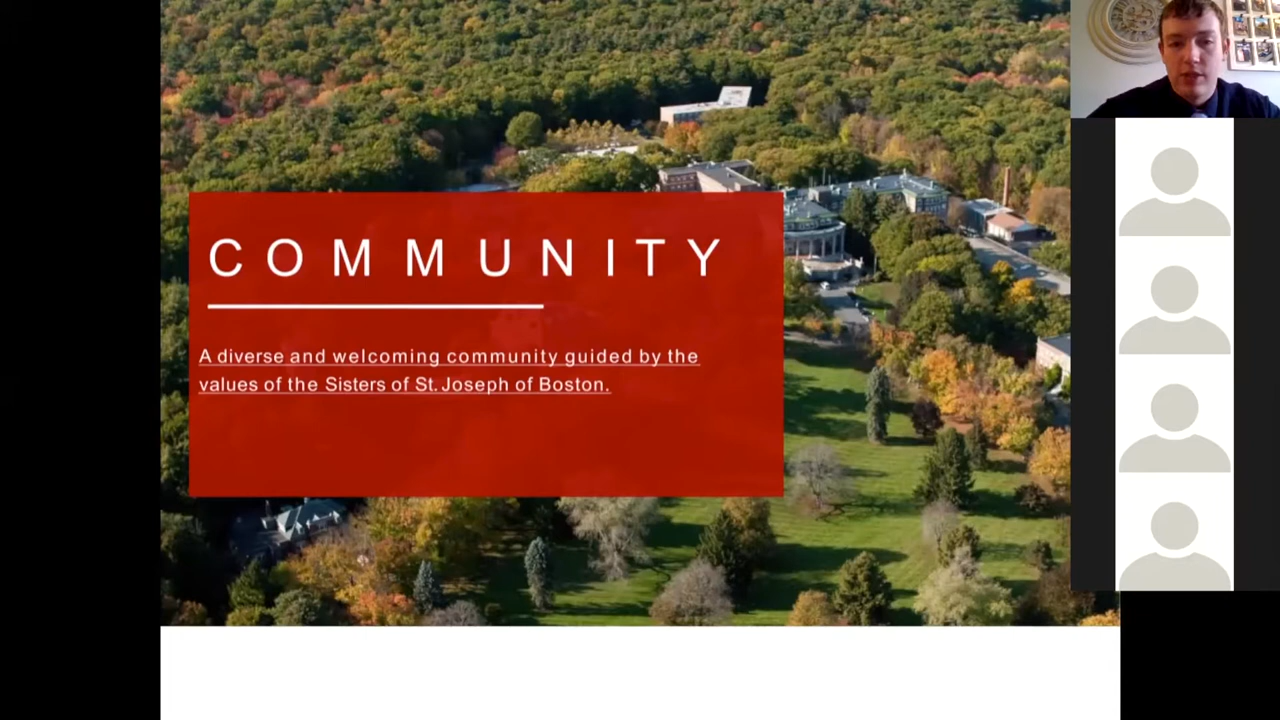 COMMUNITY
A diverse and welcoming community guided by the
values of the Sisters of St. Joseph of Boston.